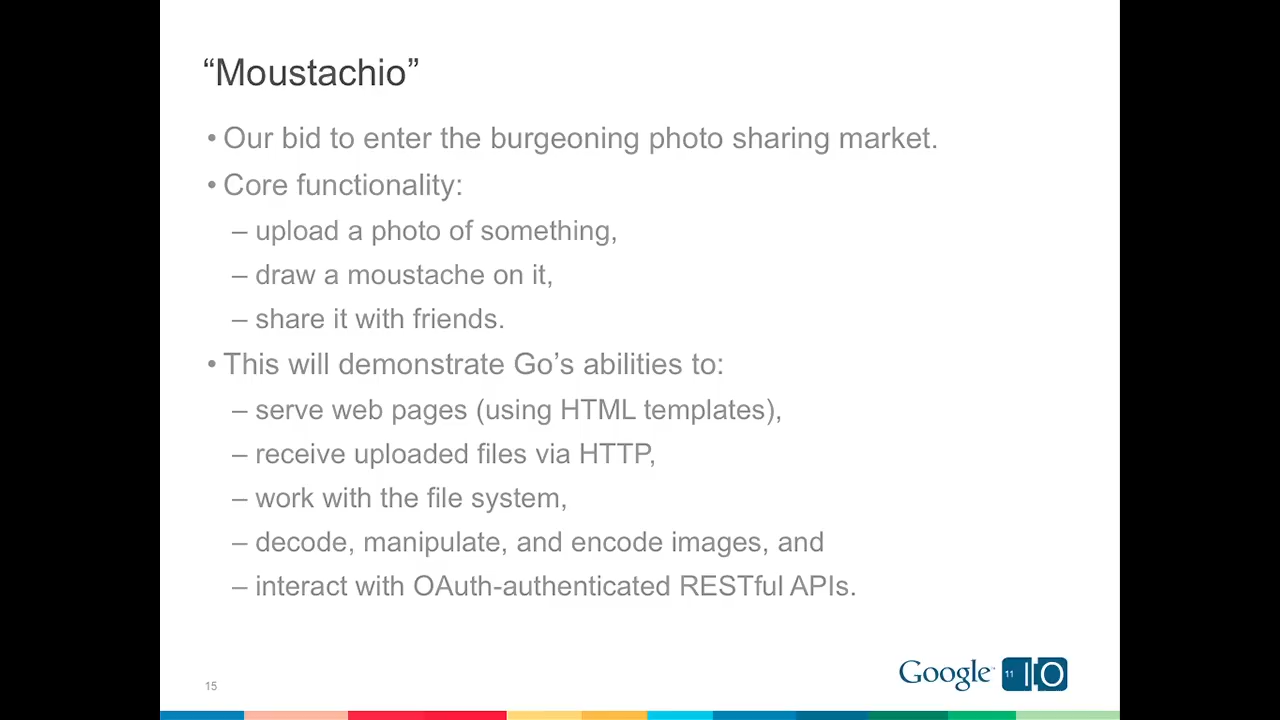 “Moustachio”
• Our bid to enter the burgeoning photo sharing market.
• Core functionality:
– upload a photo of something,
– draw a moustache on it,
– share it with friends.
• This will demonstrate Go’s abilities to:
– serve web pages (using HTML templates),
– receive uploaded files via HTTP,
– work with the file system,
– decode, manipulate, and encode images, and
– interact with OAuth-authenticated RESTful APIs.
15
Google™ 11 IO